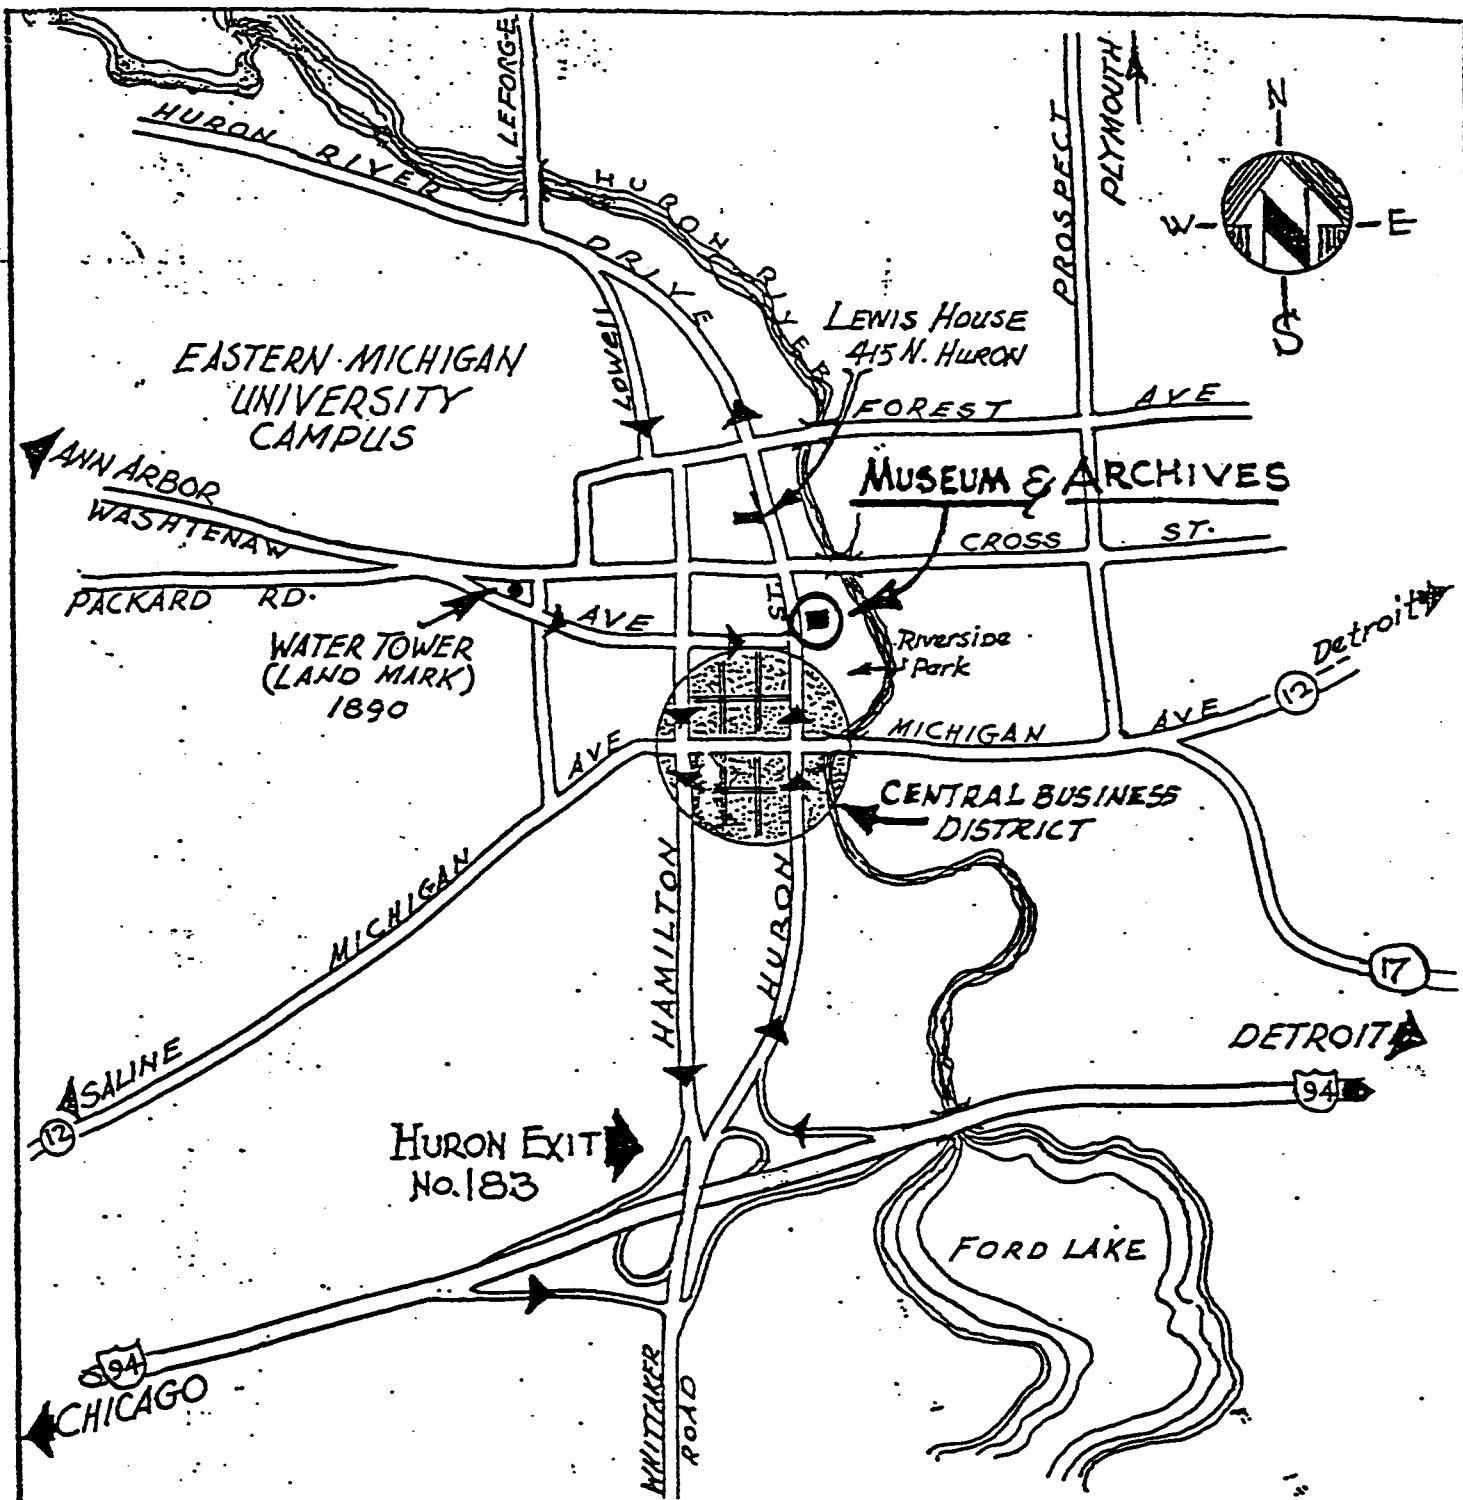 LEFORGE
HURON RIVER DRIVE
HURON RIVER
PROSPECT
PLYMOUTH
N
W
E
S
LOWELL
LEWIS HOUSE
415 N. HURON
EASTERN MICHIGAN
UNIVERSITY
CAMPUS
FOREST AVE
ANN ARBOR
WASHTENAW AVE
MUSEUM & ARCHIVES
CROSS ST.
PACKARD RD.
ST.
WATER TOWER
(LAND MARK)
1890
Riverside
Park
Detroit
12
MICHIGAN AVE
AVE
CENTRAL BUSINESS
DISTRICT
MICHIGAN
HAMILTON
HURON
17
SALINE
12
DETROIT
94
HURON EXIT
No. 183
FORD LAKE
94
CHICAGO
WHITTAKER
ROAD